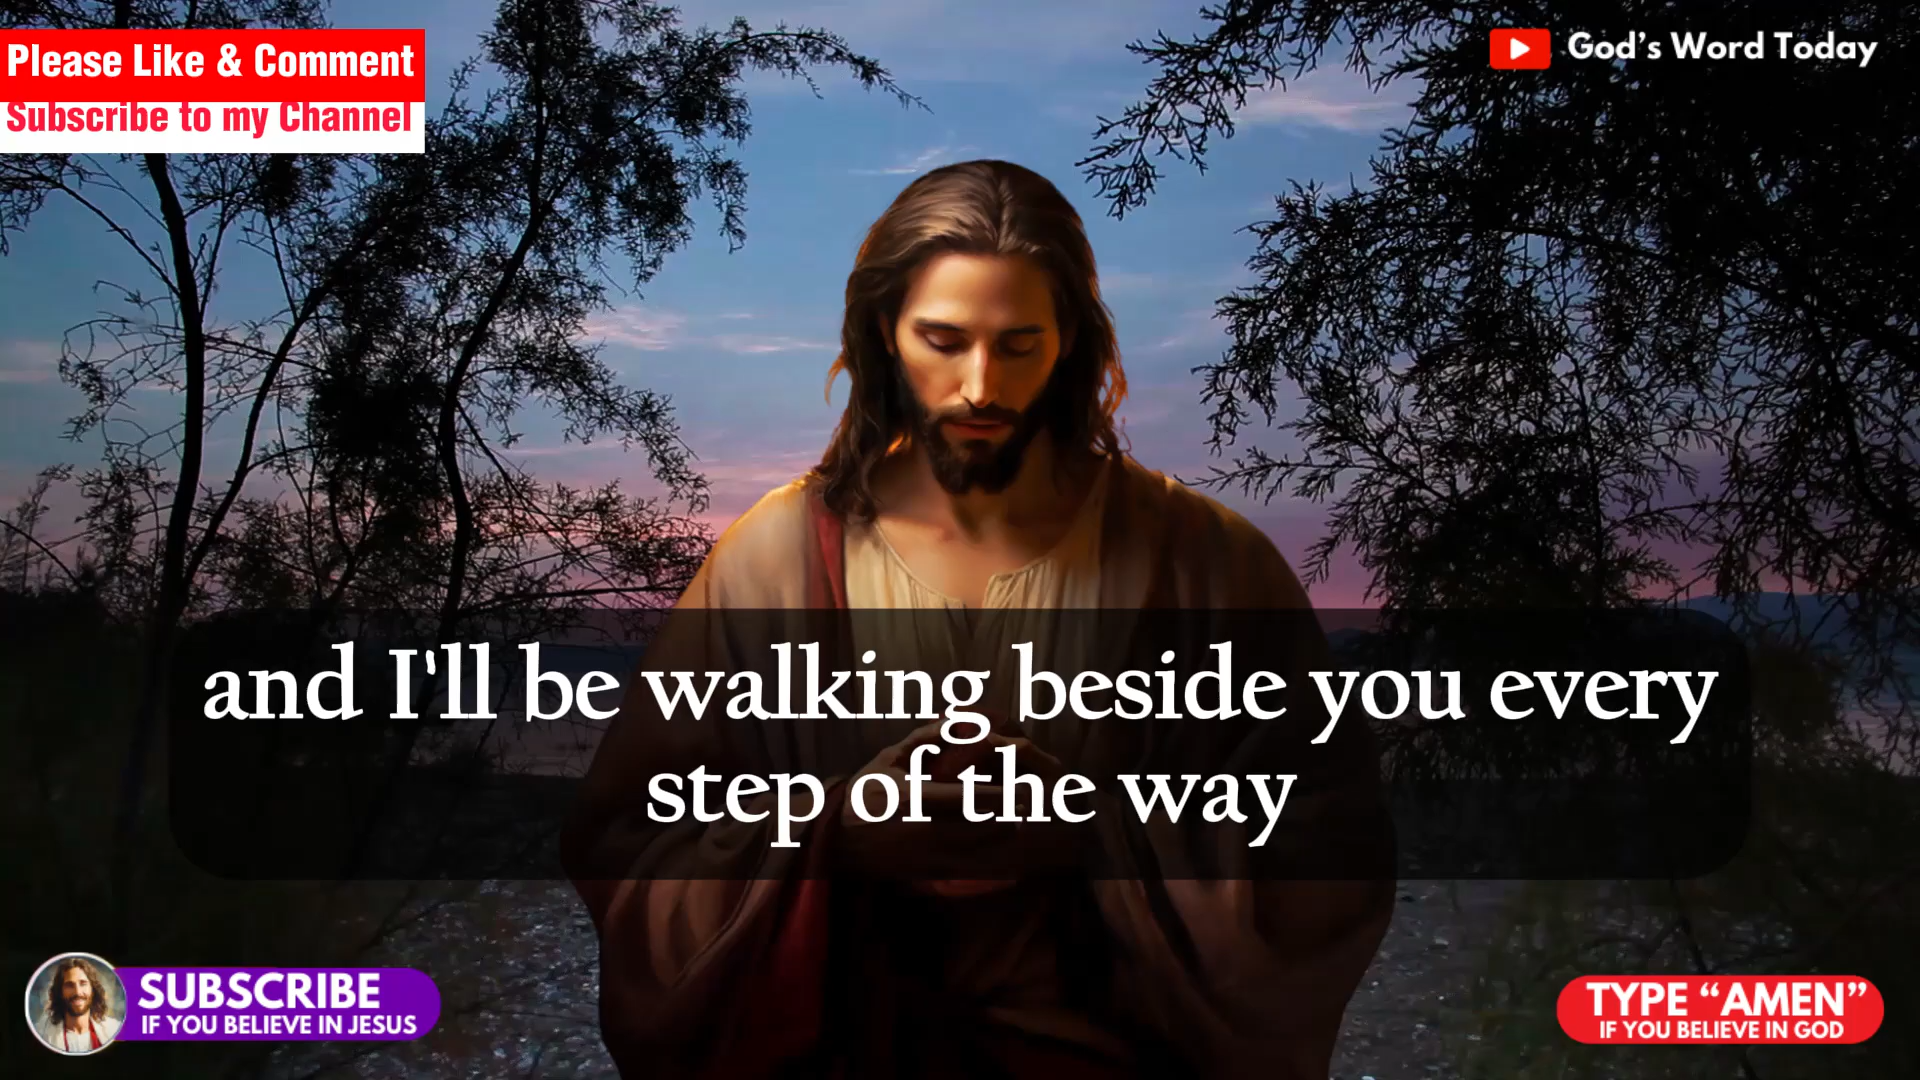 Please Like & Comment
Subscribe to my Channel
God’s Word Today
and I'll be walking beside you every
step of the way
SUBSCRIBE
IF YOU BELIEVE IN JESUS
TYPE “AMEN”
IF YOU BELIEVE IN GOD